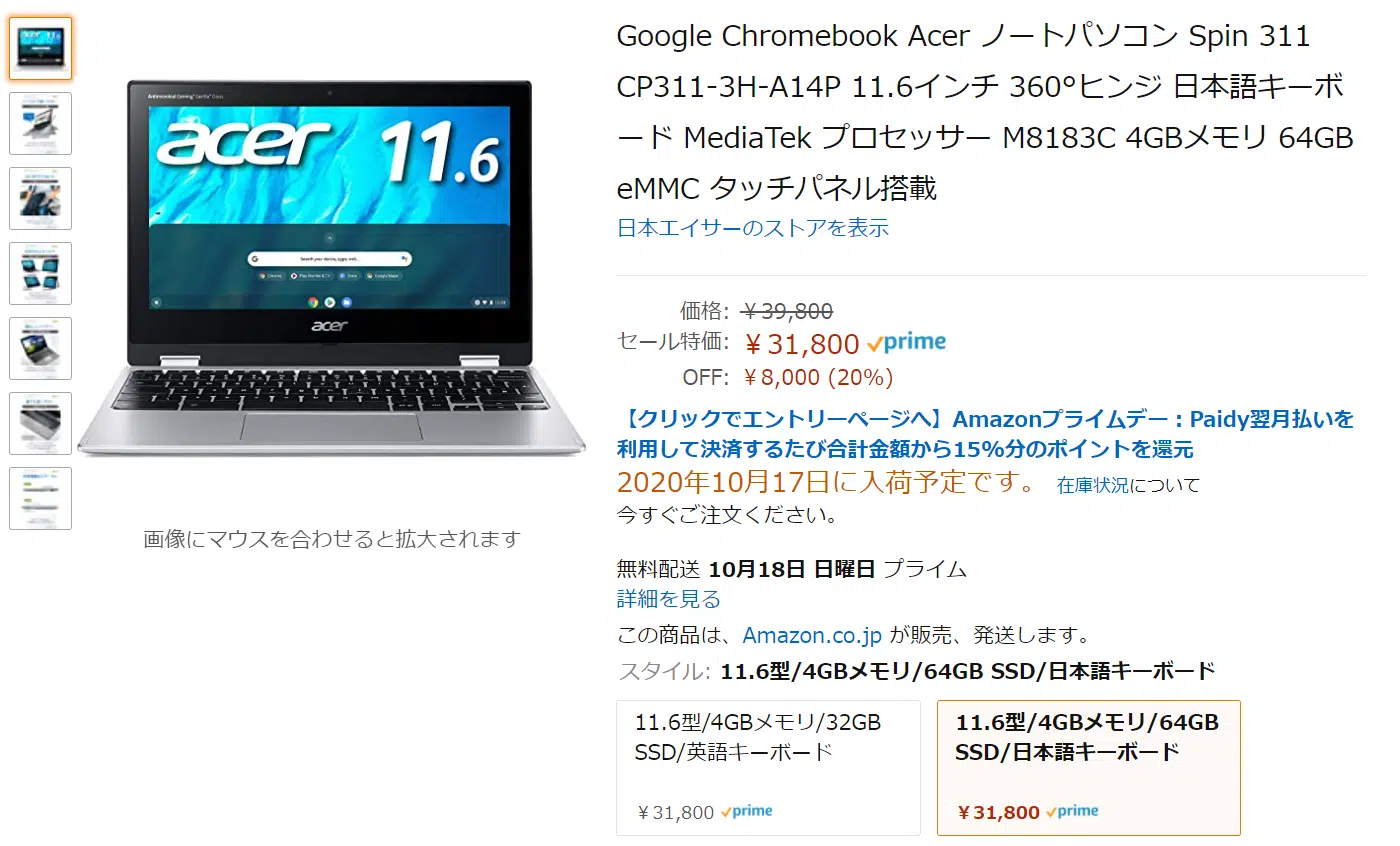 Google Chromebook Acer ノートパソコン Spin 311
CP311-3H-A14P 11.6インチ 360°ヒンジ 日本語キーボ
ード MediaTek プロセッサー M8183C 4GBメモリ 64GB
eMMC タッチパネル搭載
日本エイサーのストアを表示
acer 11.6
Search your device, apps, web...
Chrome
acer
画像にマウスを合わせると拡大されます
価格: ￥39,800
セール特価: ￥31,800 prime
OFF: ￥8,000 (20%)
【クリックでエントリーページへ】Amazonプライムデー：Paidy翌月払いを
利用して決済するたび合計金額から15%分のポイントを還元
2020年10月17日に入荷予定です。 在庫状況について
今すぐご注文ください。
無料配送 10月18日 日曜日 プライム
詳細を見る
この商品は、Amazon.co.jp が販売、発送します。
スタイル: 11.6型/4GBメモリ/64GB SSD/日本語キーボード
11.6型/4GBメモリ/32GB
SSD/英語キーボード
￥31,800 prime
11.6型/4GBメモリ/64GB
SSD/日本語キーボード
￥31,800 prime